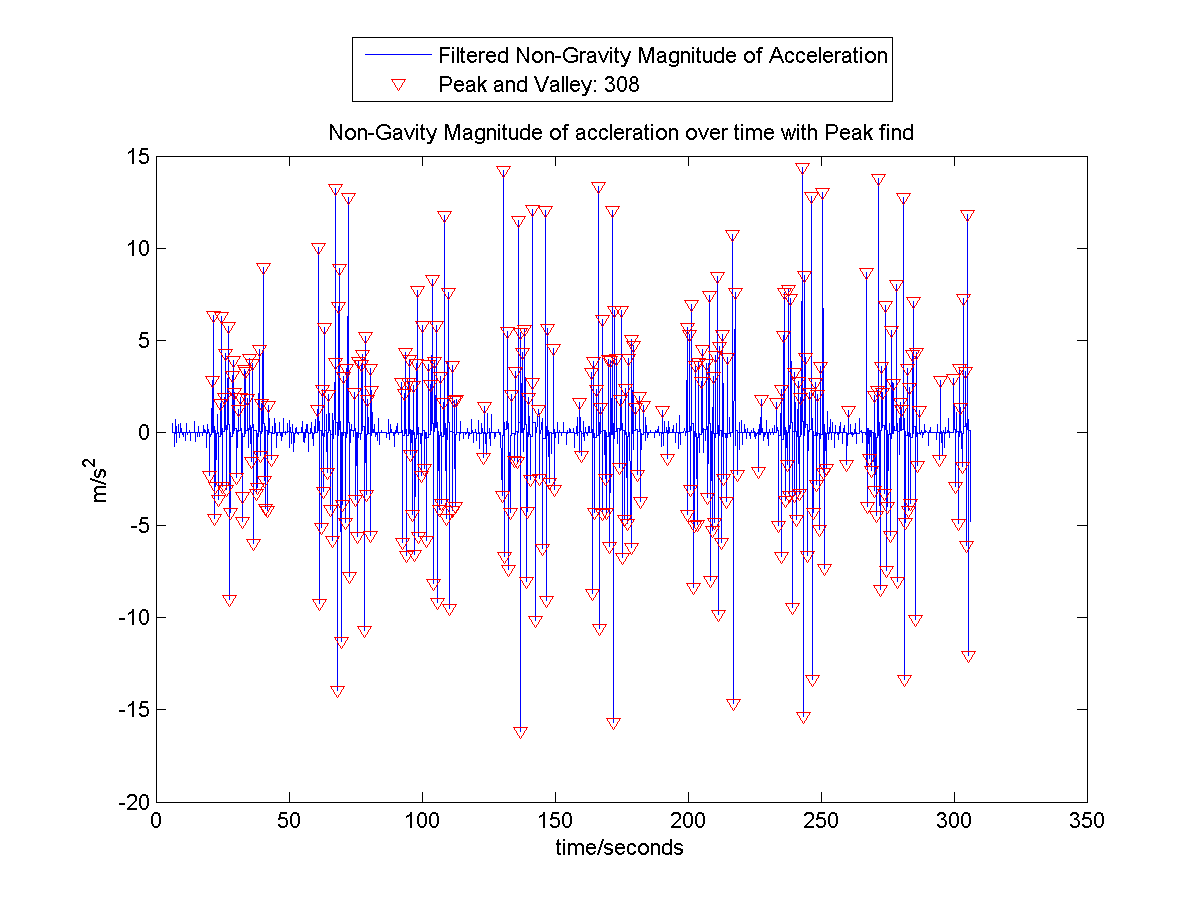 Filtered Non-Gravity Magnitude of Acceleration
Peak and Valley: 308
Non-Gavity Magnitude of accleration over time with Peak find
15
10
5
0
-5
-10
-15
-20
m/s²
0 50 100 150 200 250 300 350
time/seconds